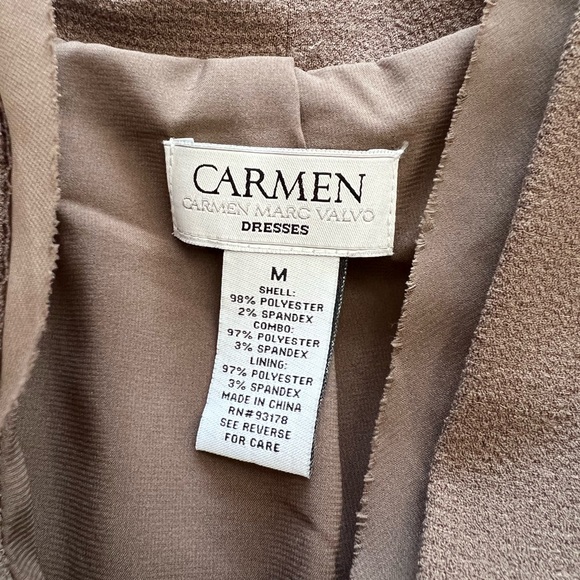 CARMEN
CARMEN MARC VALVO
DRESSES
M
SHELL:
98% POLYESTER
2% SPANDEX
COMBO:
97% POLYESTER
3% SPANDEX
LINING:
97% POLYESTER
3% SPANDEX
MADE IN CHINA
RN#93178
SEE REVERSE
FOR CARE